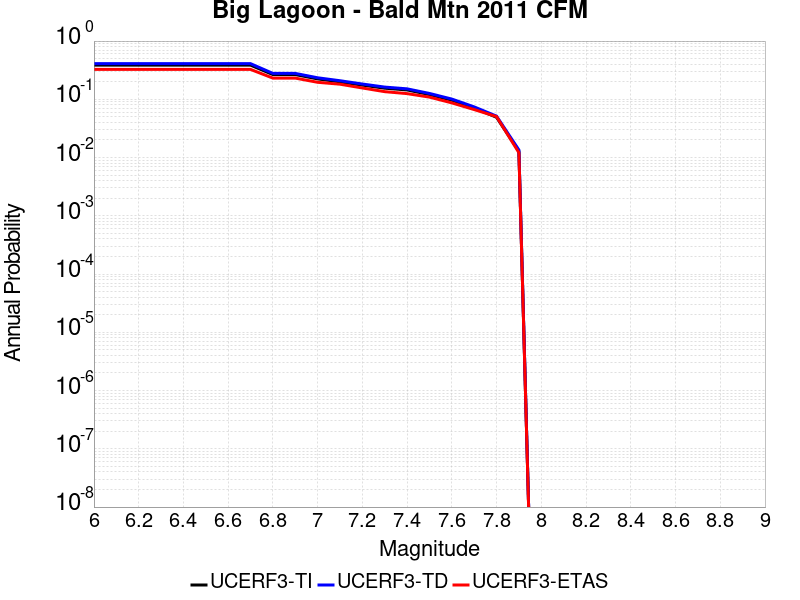 Big Lagoon - Bald Mtn 2011 CFM
10^0
10^-1
10^-2
10^-3
10^-4
10^-5
10^-6
10^-7
10^-8
Annual Probability
6 6.2 6.4 6.6 6.8 7 7.2 7.4 7.6 7.8 8 8.2 8.4 8.6 8.8 9
Magnitude
UCERF3-TI UCERF3-TD UCERF3-ETAS